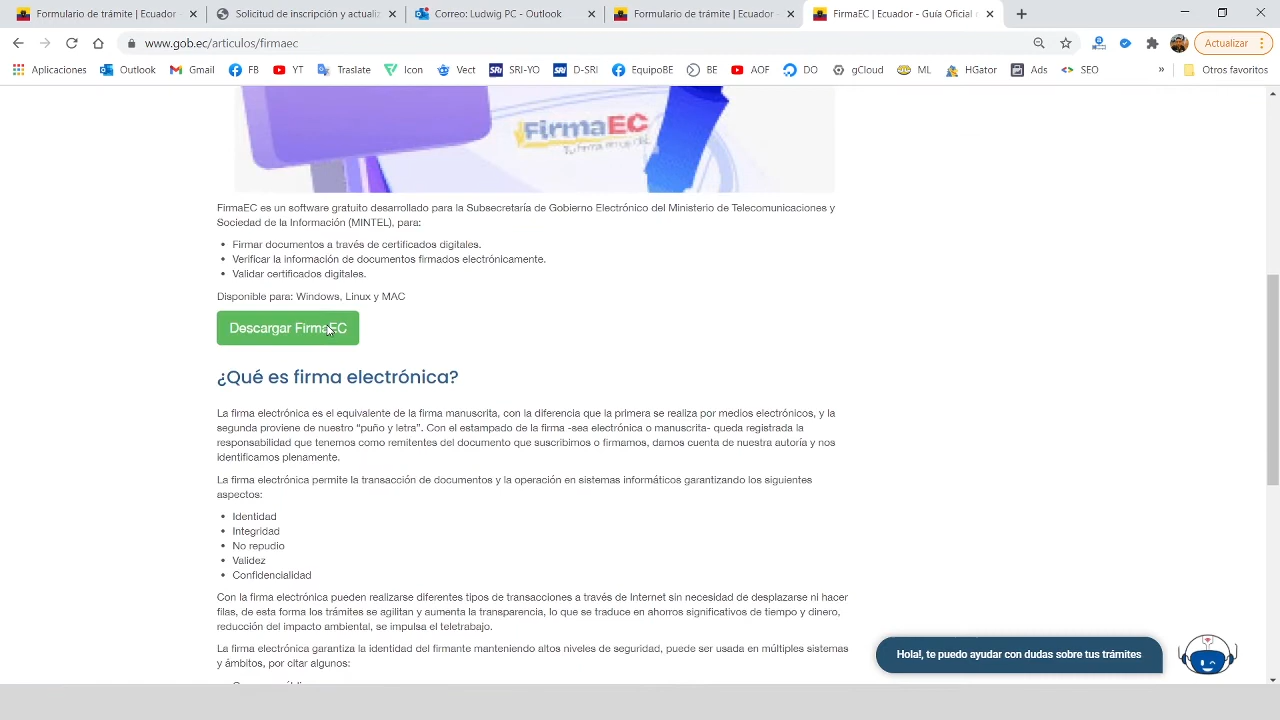 Formulario de trámite | Ecuador -
Solicitud de inscripción y actualiz
Correo: Ludwig PC - Outlook
Formulario de trámite | Ecuador -
FirmaEC | Ecuador - Guía Oficial
www.gob.ec/articulos/firmaec
Actualizar
Aplicaciones
Outlook
Gmail
FB
YT
Traslate
Icon
Vect
SRI-YO
D-SRI
EquipoBE
BE
AOF
DO
gCloud
ML
HGator
Ads
SEO
»
Otros favoritos
FirmaEC
FirmaEC es un software gratuito desarrollado para la Subsecretaría de Gobierno Electrónico del Ministerio de Telecomunicaciones y
Sociedad de la Información (MINTEL), para:
• Firmar documentos a través de certificados digitales.
• Verificar la información de documentos firmados electrónicamente.
• Validar certificados digitales.
Disponible para: Windows, Linux y MAC
Descargar FirmaEC
¿Qué es firma electrónica?
La firma electrónica es el equivalente de la firma manuscrita, con la diferencia que la primera se realiza por medios electrónicos, y la
segunda proviene de nuestro “puño y letra”. Con el estampado de la firma -sea electrónica o manuscrita- queda registrada la
responsabilidad que tenemos como remitentes del documento que suscribimos o firmamos, damos cuenta de nuestra autoría y nos
identificamos plenamente.
La firma electrónica permite la transacción de documentos y la operación en sistemas informáticos garantizando los siguientes
aspectos:
• Identidad
• Integridad
• No repudio
• Validez
• Confidencialidad
Con la firma electrónica pueden realizarse diferentes tipos de transacciones a través de Internet sin necesidad de desplazarse ni hacer
filas, de esta forma los trámites se agilitan y aumenta la transparencia, lo que se traduce en ahorros significativos de tiempo y dinero,
reducción del impacto ambiental, se impulsa el teletrabajo.
La firma electrónica garantiza la identidad del firmante manteniendo altos niveles de seguridad, puede ser usada en múltiples sistemas
y ámbitos, por citar algunos:
Hola!, te puedo ayudar con dudas sobre tus trámites